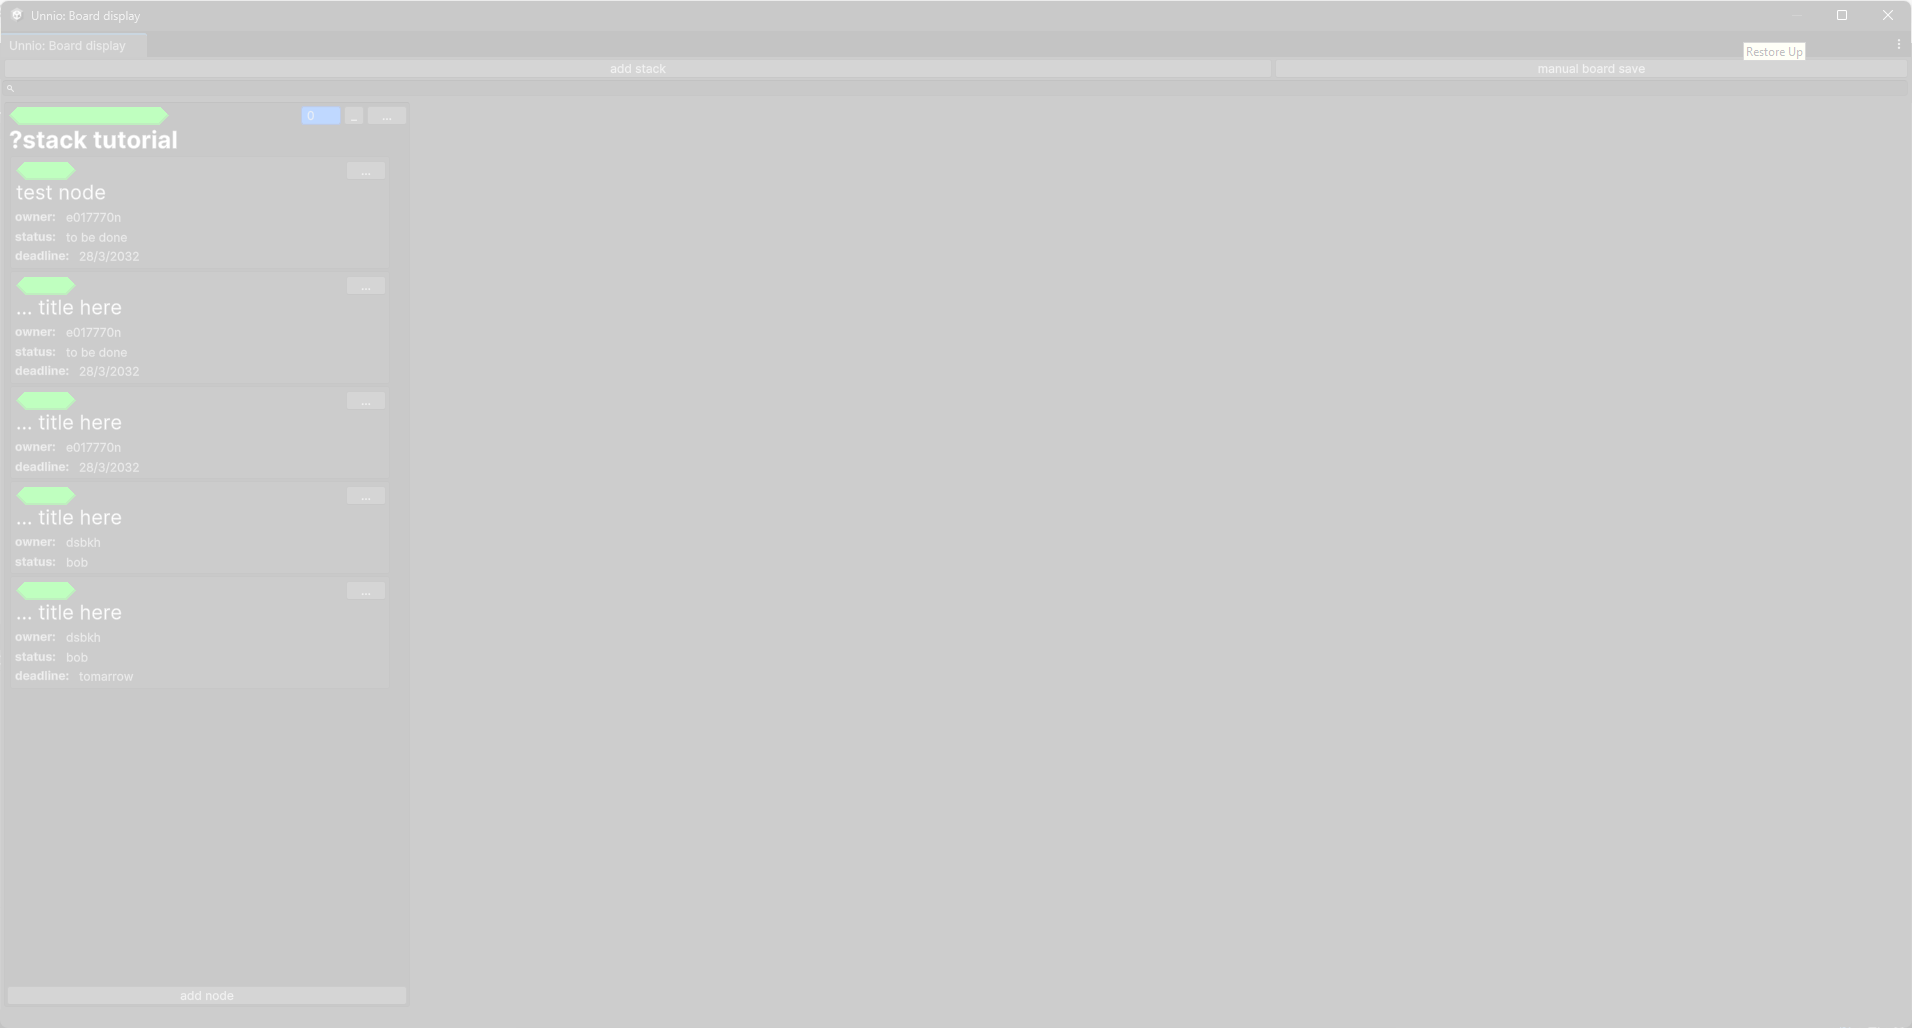 Unnio: Board display
Unnio: Board display
Restore Up
add stack
manual board save
0 _ ...
?stack tutorial
...
test node
owner: e017770n
status: to be done
deadline: 28/3/2032
...
... title here
owner: e017770n
status: to be done
deadline: 28/3/2032
...
... title here
owner: e017770n
deadline: 28/3/2032
...
... title here
owner: dsbkh
status: bob
...
... title here
owner: dsbkh
status: bob
deadline: tomarrow
add node